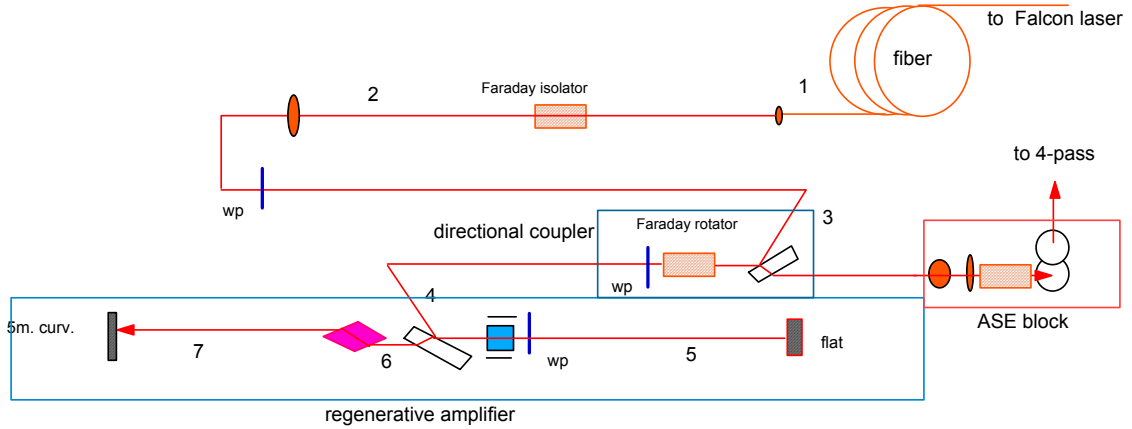 to Falcon laser
fiber
1
2
Faraday isolator
to 4-pass
wp
3
directional coupler
Faraday rotator
wp
4
ASE block
5m. curv.
7
6
wp
5
flat
regenerative amplifier